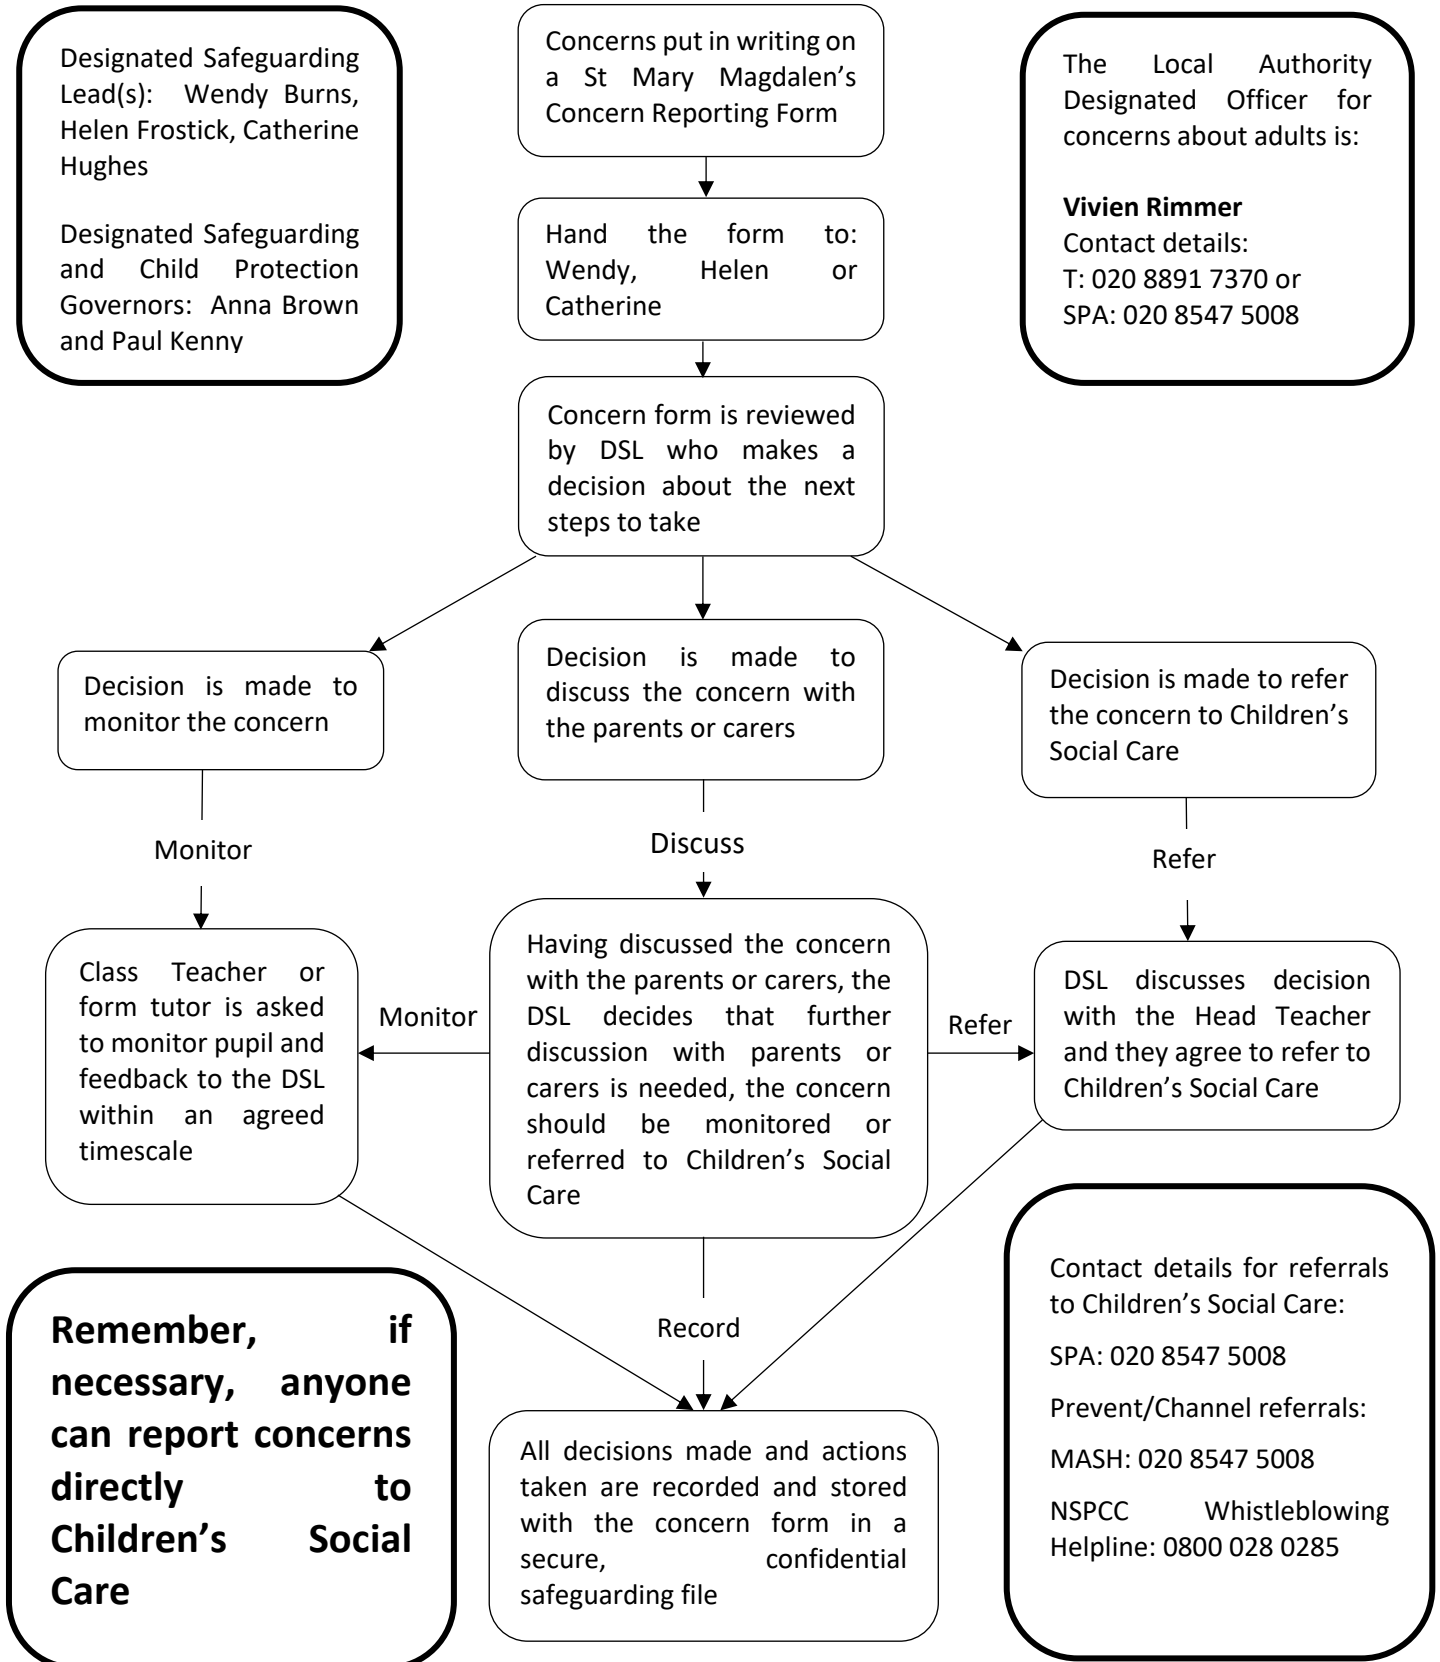 Designated Safeguarding
Lead(s): Wendy Burns,
Helen Frostick, Catherine
Hughes
Designated Safeguarding
and Child Protection
Governors: Anna Brown
and Paul Kenny
Concerns put in writing on
a St Mary Magdalen’s
Concern Reporting Form
The Local Authority
Designated Officer for
concerns about adults is:
Vivien Rimmer
Contact details:
T: 020 8891 7370 or
SPA: 020 8547 5008
Hand the form to:
Wendy, Helen or
Catherine
Concern form is reviewed
by DSL who makes a
decision about the next
steps to take
Decision is made to
monitor the concern
Decision is made to
discuss the concern with
the parents or carers
Decision is made to refer
the concern to Children’s
Social Care
Monitor
Discuss
Refer
Class Teacher or
form tutor is asked
to monitor pupil and
feedback to the DSL
within an agreed
timescale
Monitor
Having discussed the concern
with the parents or carers, the
DSL decides that further
discussion with parents or
carers is needed, the concern
should be monitored or
referred to Children’s Social
Care
Refer
DSL discusses decision
with the Head Teacher
and they agree to refer to
Children’s Social Care
Remember, if
necessary, anyone
can report concerns
directly to
Children’s Social
Care
Record
Contact details for referrals
to Children’s Social Care:
SPA: 020 8547 5008
Prevent/Channel referrals:
MASH: 020 8547 5008
NSPCC Whistleblowing
Helpline: 0800 028 0285
All decisions made and actions
taken are recorded and stored
with the concern form in a
secure, confidential
safeguarding file